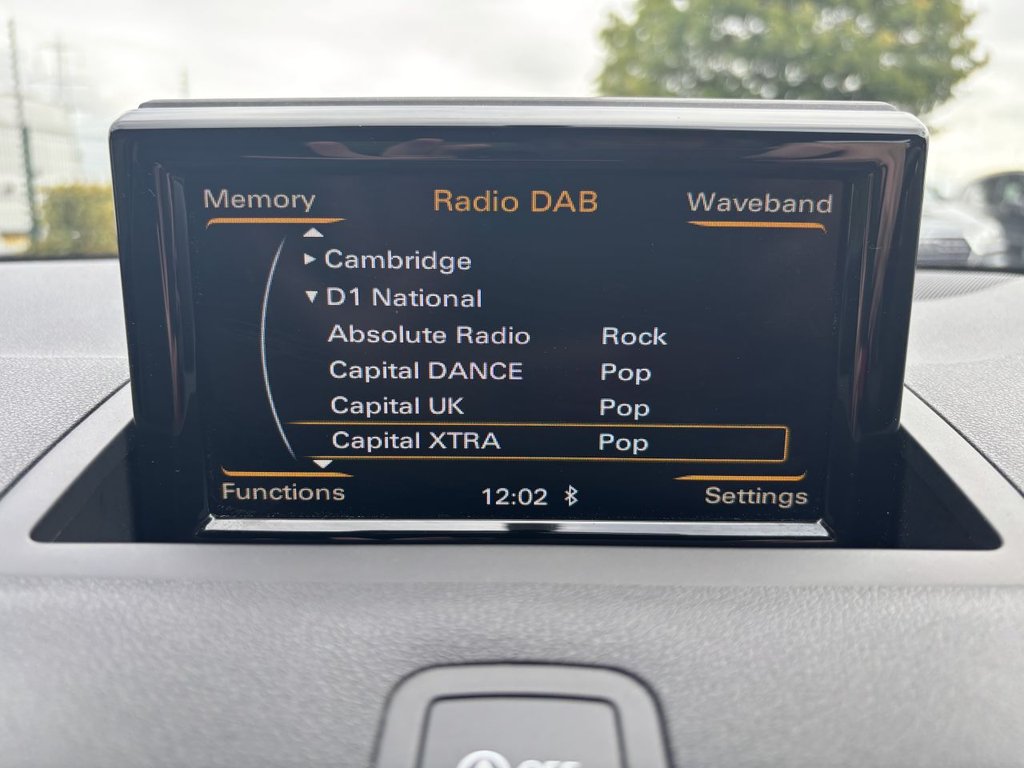 Memory Radio DAB Waveband
Cambridge
D1 National
Absolute Radio Rock
Capital DANCE Pop
Capital UK Pop
Capital XTRA Pop
Functions 12:02 Settings